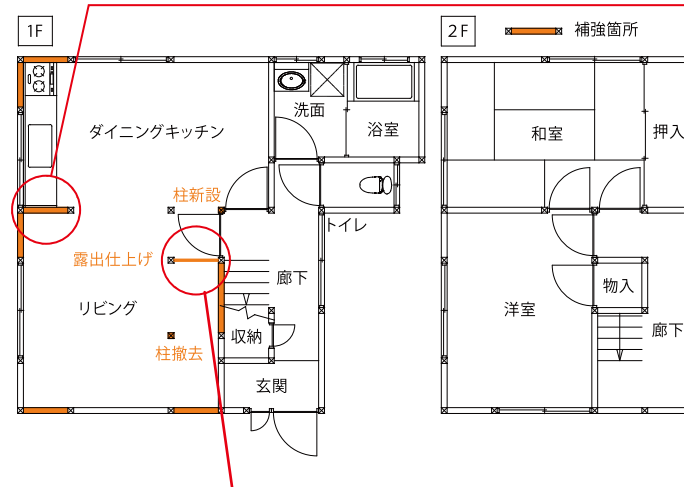 1F
2F
補強箇所
洗面
ダイニングキッチン
浴室
和室
押入
柱新設
トイレ
露出仕上げ
廊下
物入
リビング
洋室
収納
廊下
柱撤去
玄関